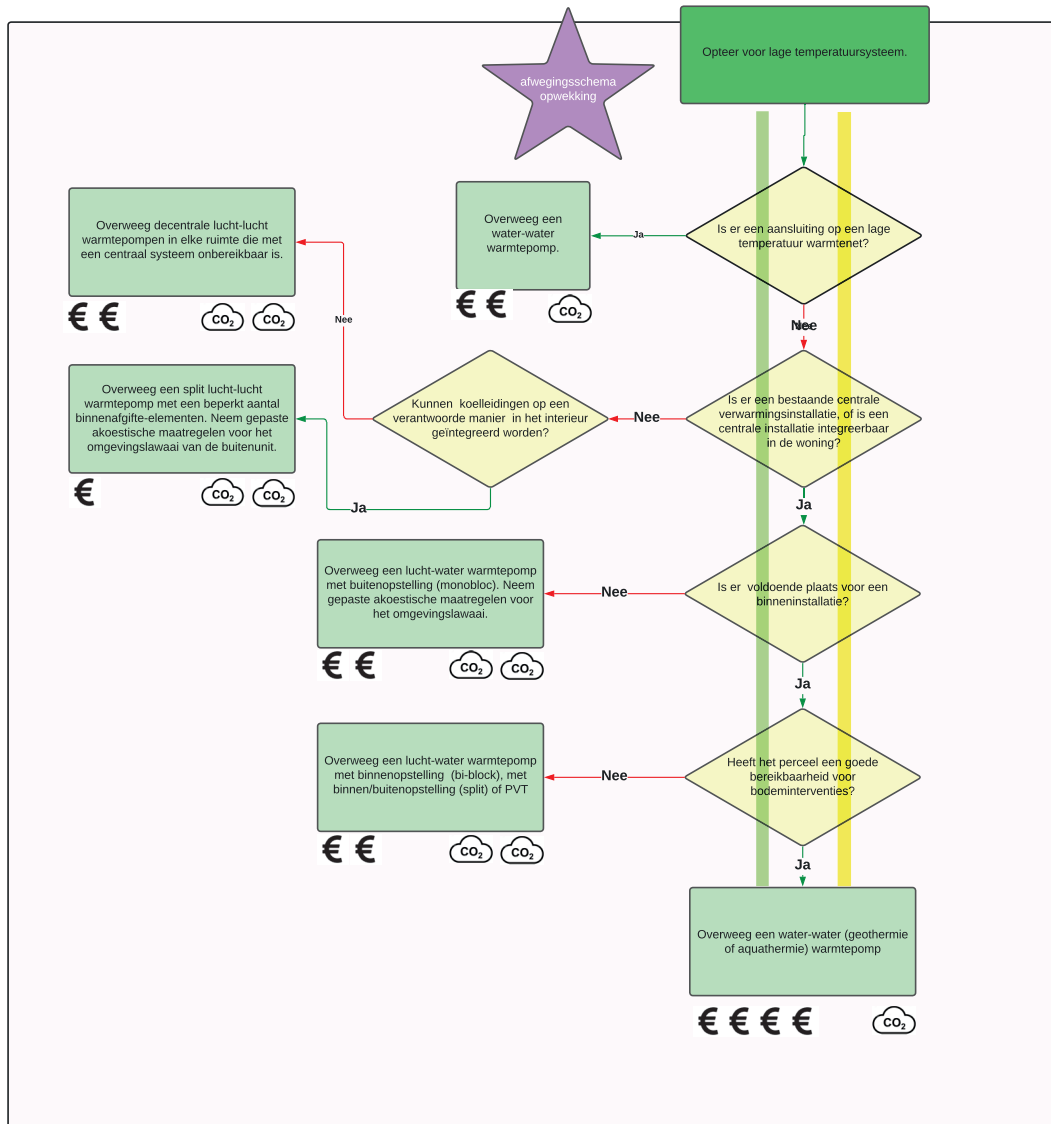 Opteer voor lage temperatuursysteem.
afwegingsschema
opwekking
Is er een aansluiting op een lage
temperatuur warmtenet?
Ja
Overweeg een
water-water
warmtepomp.
€ €
CO2
Nee
Is er een bestaande centrale
verwarmingsinstallatie, of is een
centrale installatie integreerbaar
in de woning?
Nee
Kunnen koelleidingen op een
verantwoorde manier in het interieur
geïntegreerd worden?
Nee
Overweeg decentrale lucht-lucht
warmtepompen in elke ruimte die met
een centraal systeem onbereikbaar is.
€ €
CO2 CO2
Ja
Overweeg een split lucht-lucht
warmtepomp met een beperkt aantal
binnenafgifte-elementen. Neem gepaste
akoestische maatregelen voor het
omgevingslawaai van de buitenunit.
€
CO2 CO2
Ja
Is er voldoende plaats voor een
binneninstallatie?
Nee
Overweeg een lucht-water warmtepomp
met buitenopstelling (monobloc). Neem
gepaste akoestische maatregelen voor
het omgevingslawaai.
€ €
CO2 CO2
Ja
Heeft het perceel een goede
bereikbaarheid voor
bodeminterventies?
Nee
Overweeg een lucht-water warmtepomp
met binnenopstelling (bi-block), met
binnen/buitenopstelling (split) of PVT
€ €
CO2 CO2
Ja
Overweeg een water-water (geothermie
of aquathermie) warmtepomp
€ € € €
CO2